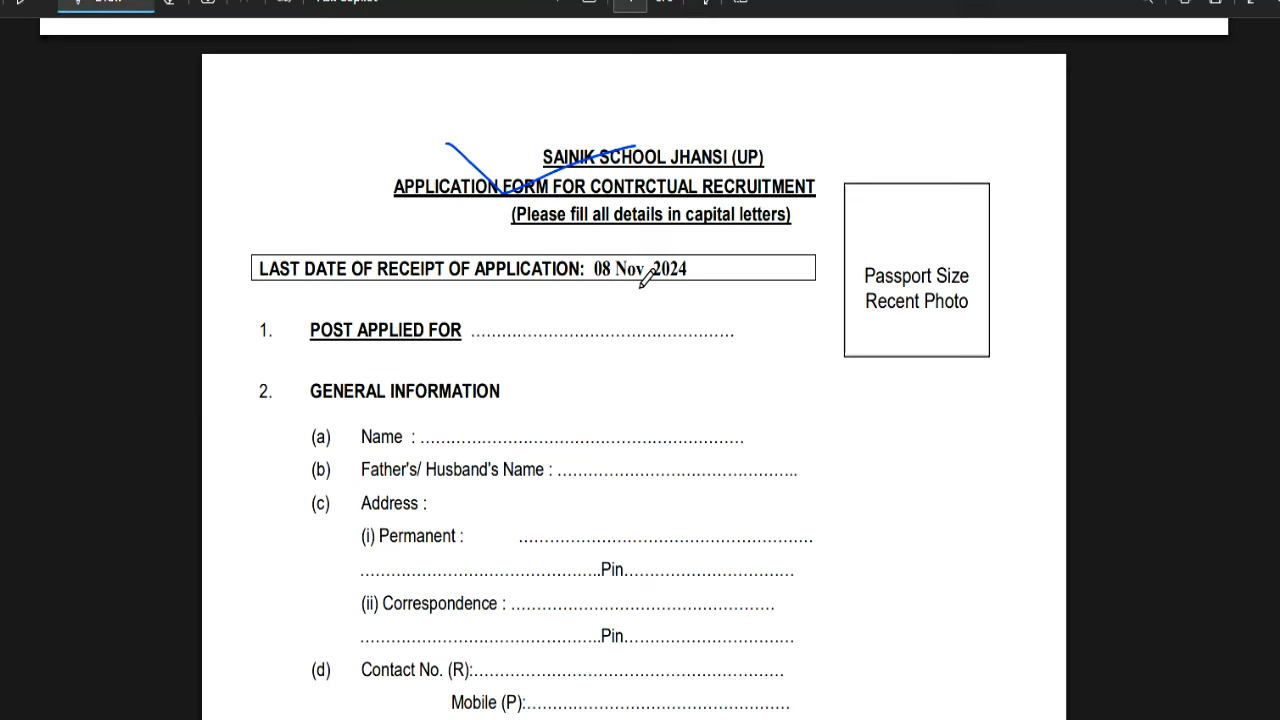 SAINIK SCHOOL JHANSI (UP)
APPLICATION FORM FOR CONTRCTUAL RECRUITMENT
(Please fill all details in capital letters)
LAST DATE OF RECEIPT OF APPLICATION: 08 Nov 2024
Passport Size
Recent Photo
1. POST APPLIED FOR ………………………………………….
2. GENERAL INFORMATION
(a) Name : ……………………………………………………
(b) Father's/ Husband's Name : ……………………………………..
(c) Address :
(i) Permanent : ………………………………………………
……………………………………..Pin…………………………
(ii) Correspondence : …………………………………………
……………………………………..Pin…………………………
(d) Contact No. (R):…………………………………………………
Mobile (P):…………………………………………